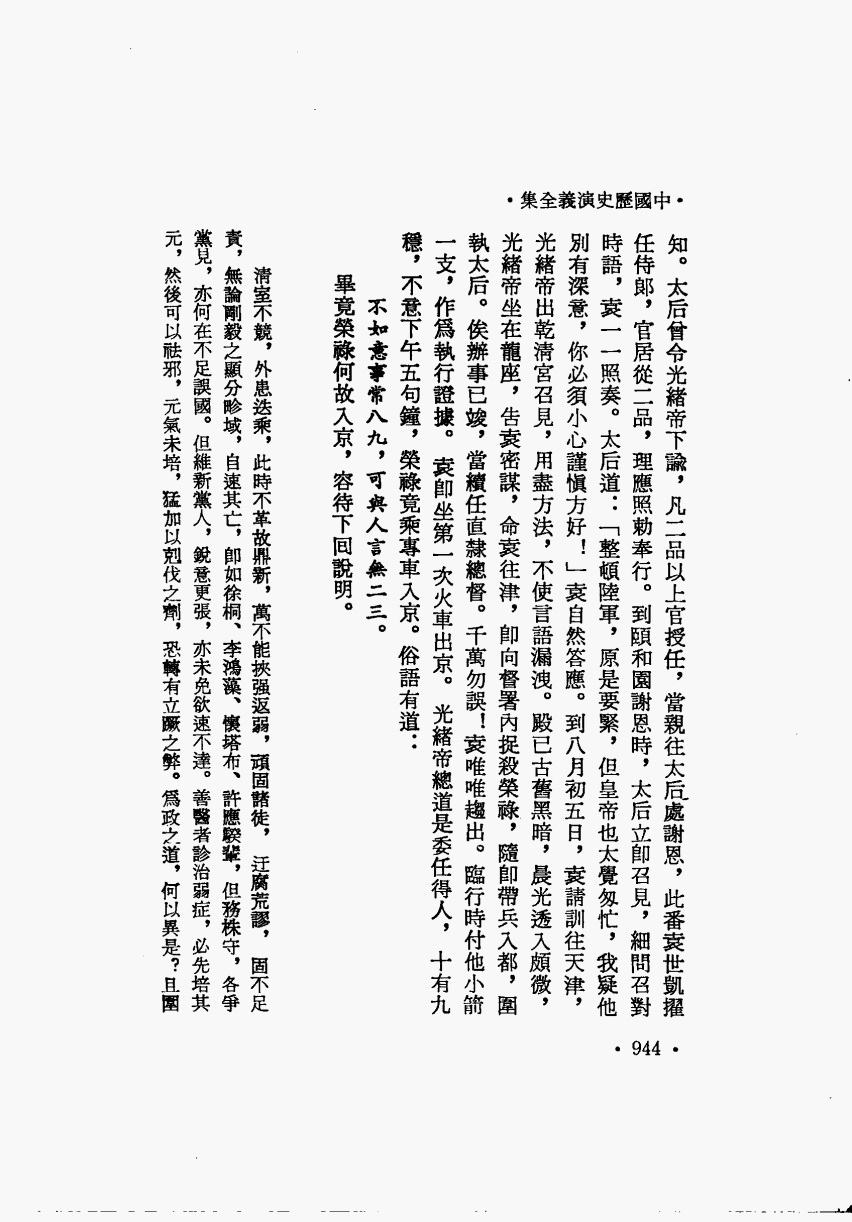 ・中國歷史演義全集・
知。太后曾令光緒帝下諭，凡二品以上官授任，當親往太后處謝恩，此番袁世凱擢
任侍郎，官居從二品，理應照勅奉行。到頤和園謝恩時，太后立卽召見，細問召對
時語，袁一一照奏。太后道：「整頓陸軍，原是要緊，但皇帝也太覺匆忙，我疑他
別有深意，你必須小心謹愼方好！」袁自然答應。到八月初五日，袁請訓往天津，
光緒帝出乾淸宮召見，用盡方法，不使言語漏洩。殿已古舊黑暗，晨光透入頗微，
光緒帝坐在龍座，吿袁密謀，命袁往津，卽向督署內捉殺榮祿，隨卽帶兵入都，圍
執太后。俟辦事已竣，當續任直隸總督。千萬勿誤！袁唯唯趨出。臨行時付他小箭
一支，作爲執行證據。袁卽坐第一次火車出京。光緒帝總道是委任得人，十有九
穩，不意下午五句鐘，榮祿竟乘專車入京。俗語有道：
不如意事常八九，可與人言無二三。
畢竟榮祿何故入京，容待下回說明。
淸室不競，外患迭乘，此時不革故鼎新，萬不能挾强返弱，頑固諸徒，迂腐荒謬，固不足
責，無論剛毅之顯分畛域，自速其亡，卽如徐桐、李鴻藻、懷塔布、許應騤輩，但務株守，各爭
黨見，亦何在不足誤國。但維新黨人，銳意更張，亦未免欲速不達。善醫者診治弱症，必先培其
元，然後可以祛邪，元氣未培，猛加以剋伐之劑，恐轉有立蹶之弊。爲政之道，何以異是？且圍
・944・